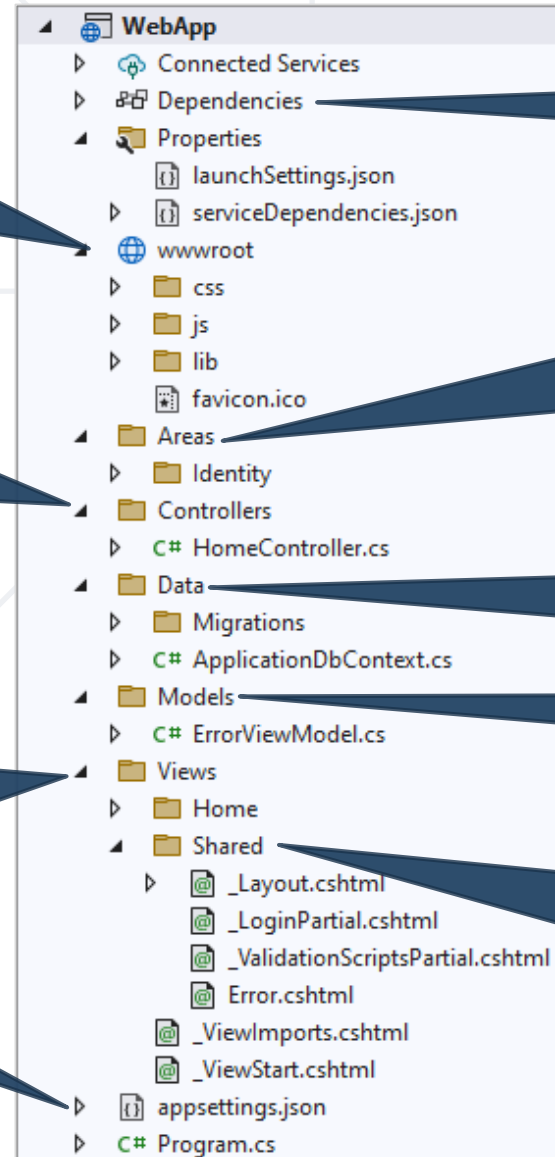 WebApp
Connected Services
Dependencies
Properties
launchSettings.json
serviceDependencies.json
wwwroot
css
js
lib
favicon.ico
Areas
Identity
Controllers
C# HomeController.cs
Data
Migrations
C# ApplicationDbContext.cs
Models
C# ErrorViewModel.cs
Views
Home
Shared
_Layout.cshtml
_LoginPartial.cshtml
_ValidationScriptsPartial.cshtml
Error.cshtml
_ViewImports.cshtml
_ViewStart.cshtml
appsettings.json
C# Program.cs